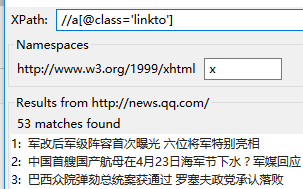 XPath: //a[@class='linkto']
Namespaces
http://www.w3.org/1999/xhtml x
Results from http://news.qq.com/
53 matches found
1: 军改后军级阵容首次曝光 六位将军特别亮相
2: 中国首艘国产航母在4月23日海军节下水？军媒回应
3: 巴西众院弹劾总统案获通过 罗塞夫政党承认落败